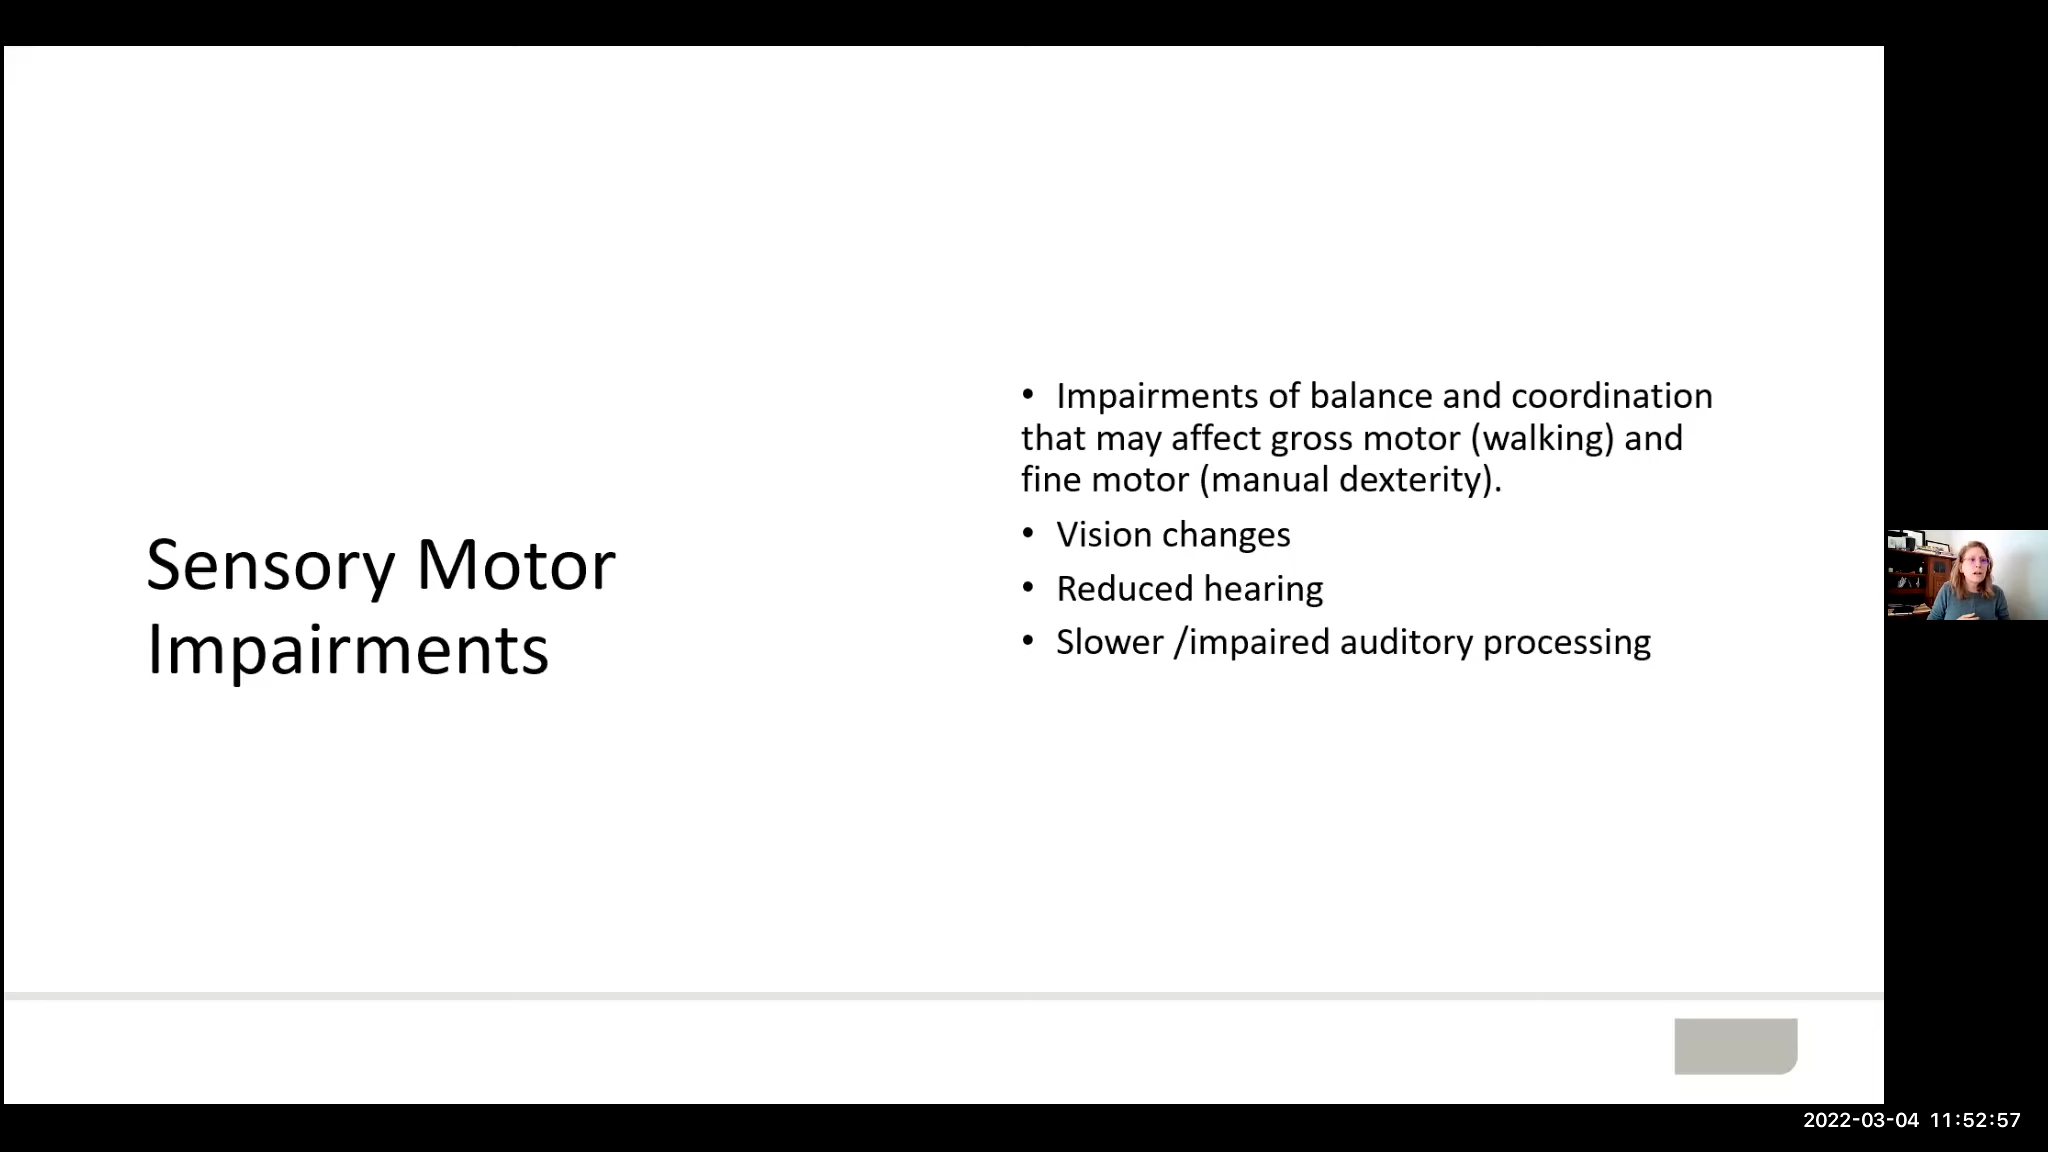 Sensory Motor
Impairments
• Impairments of balance and coordination
that may affect gross motor (walking) and
fine motor (manual dexterity).
• Vision changes
• Reduced hearing
• Slower /impaired auditory processing
2022-03-04 11:52:57